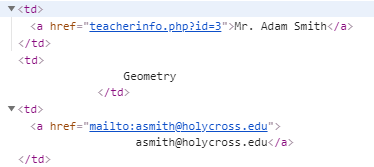 ▼<td>
<a href="teacherinfo.php?id=3">Mr. Adam Smith</a>
</td>
<td>
Geometry
</td>
▼<td>
<a href="mailto:asmith@holycross.edu">
asmith@holycross.edu</a>
</td>